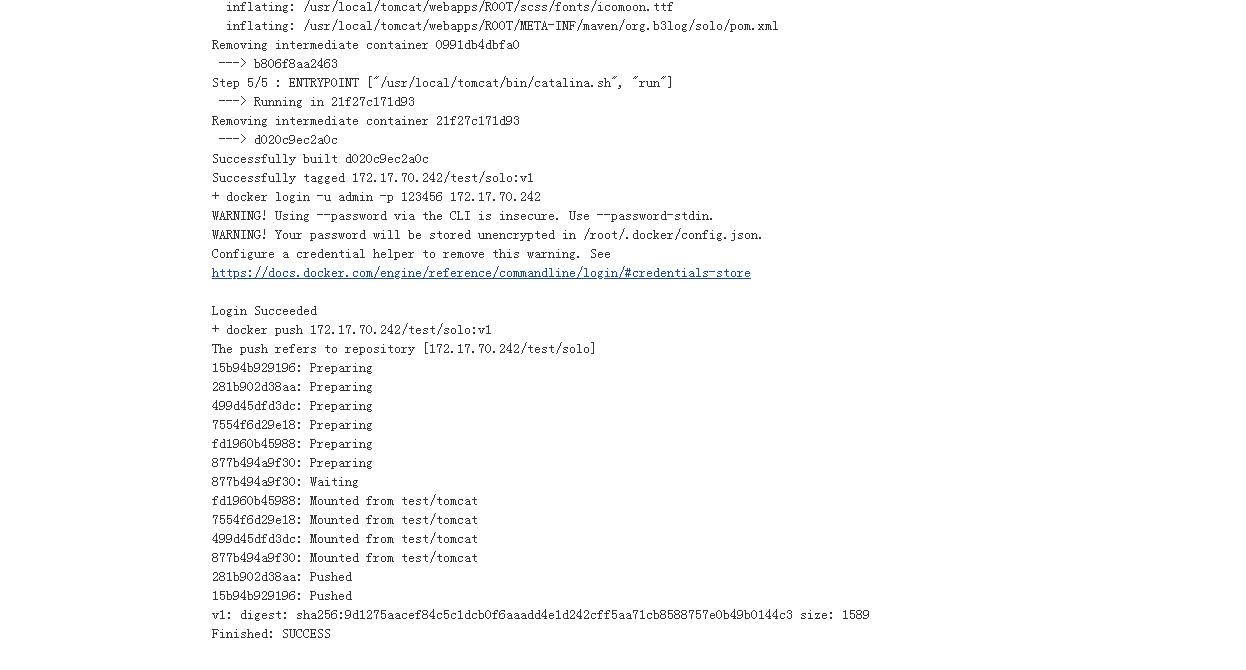 inflating: /usr/local/tomcat/webapps/ROOT/scss/fonts/icomoon.ttf
inflating: /usr/local/tomcat/webapps/ROOT/META-INF/maven/org.b3log/solo/pom.xml
Removing intermediate container 0991db4dbfa0
---> b806f8aa2463
Step 5/5 : ENTRYPOINT ["/usr/local/tomcat/bin/catalina.sh", "run"]
---> Running in 21f27c171d93
Removing intermediate container 21f27c171d93
---> d020c9ec2a0c
Successfully built d020c9ec2a0c
Successfully tagged 172.17.70.242/test/solo:v1
+ docker login -u admin -p 123456 172.17.70.242
WARNING! Using --password via the CLI is insecure. Use --password-stdin.
WARNING! Your password will be stored unencrypted in /root/.docker/config.json.
Configure a credential helper to remove this warning. See
https://docs.docker.com/engine/reference/commandline/login/#credentials-store
Login Succeeded
+ docker push 172.17.70.242/test/solo:v1
The push refers to repository [172.17.70.242/test/solo]
15b94b929196: Preparing
281b902d38aa: Preparing
499d45dfd3dc: Preparing
7554f6d29e18: Preparing
fd1960b45988: Preparing
877b494a9f30: Preparing
877b494a9f30: Waiting
fd1960b45988: Mounted from test/tomcat
7554f6d29e18: Mounted from test/tomcat
499d45dfd3dc: Mounted from test/tomcat
877b494a9f30: Mounted from test/tomcat
281b902d38aa: Pushed
15b94b929196: Pushed
v1: digest: sha256:9d1275aacef84c5c1dcb0f6aaadd4e1d242cff5aa71cb8588757e0b49b0144c3 size: 1589
Finished: SUCCESS